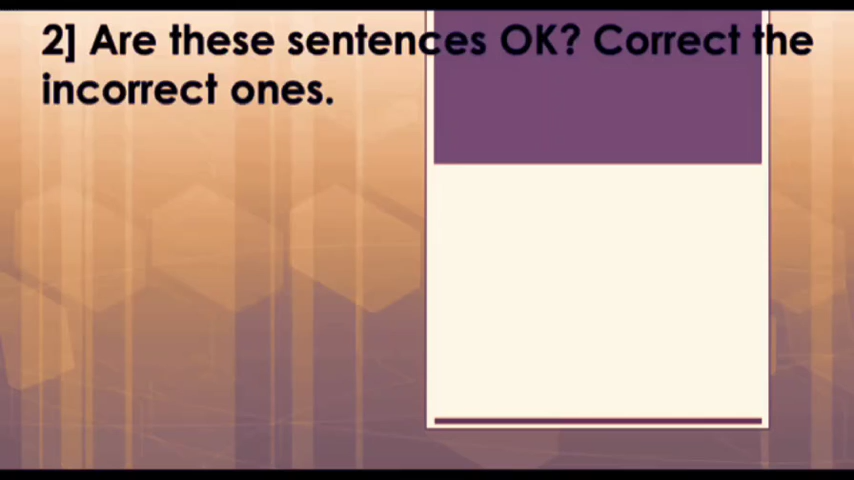 2] Are these sentences OK? Correct the
incorrect ones.